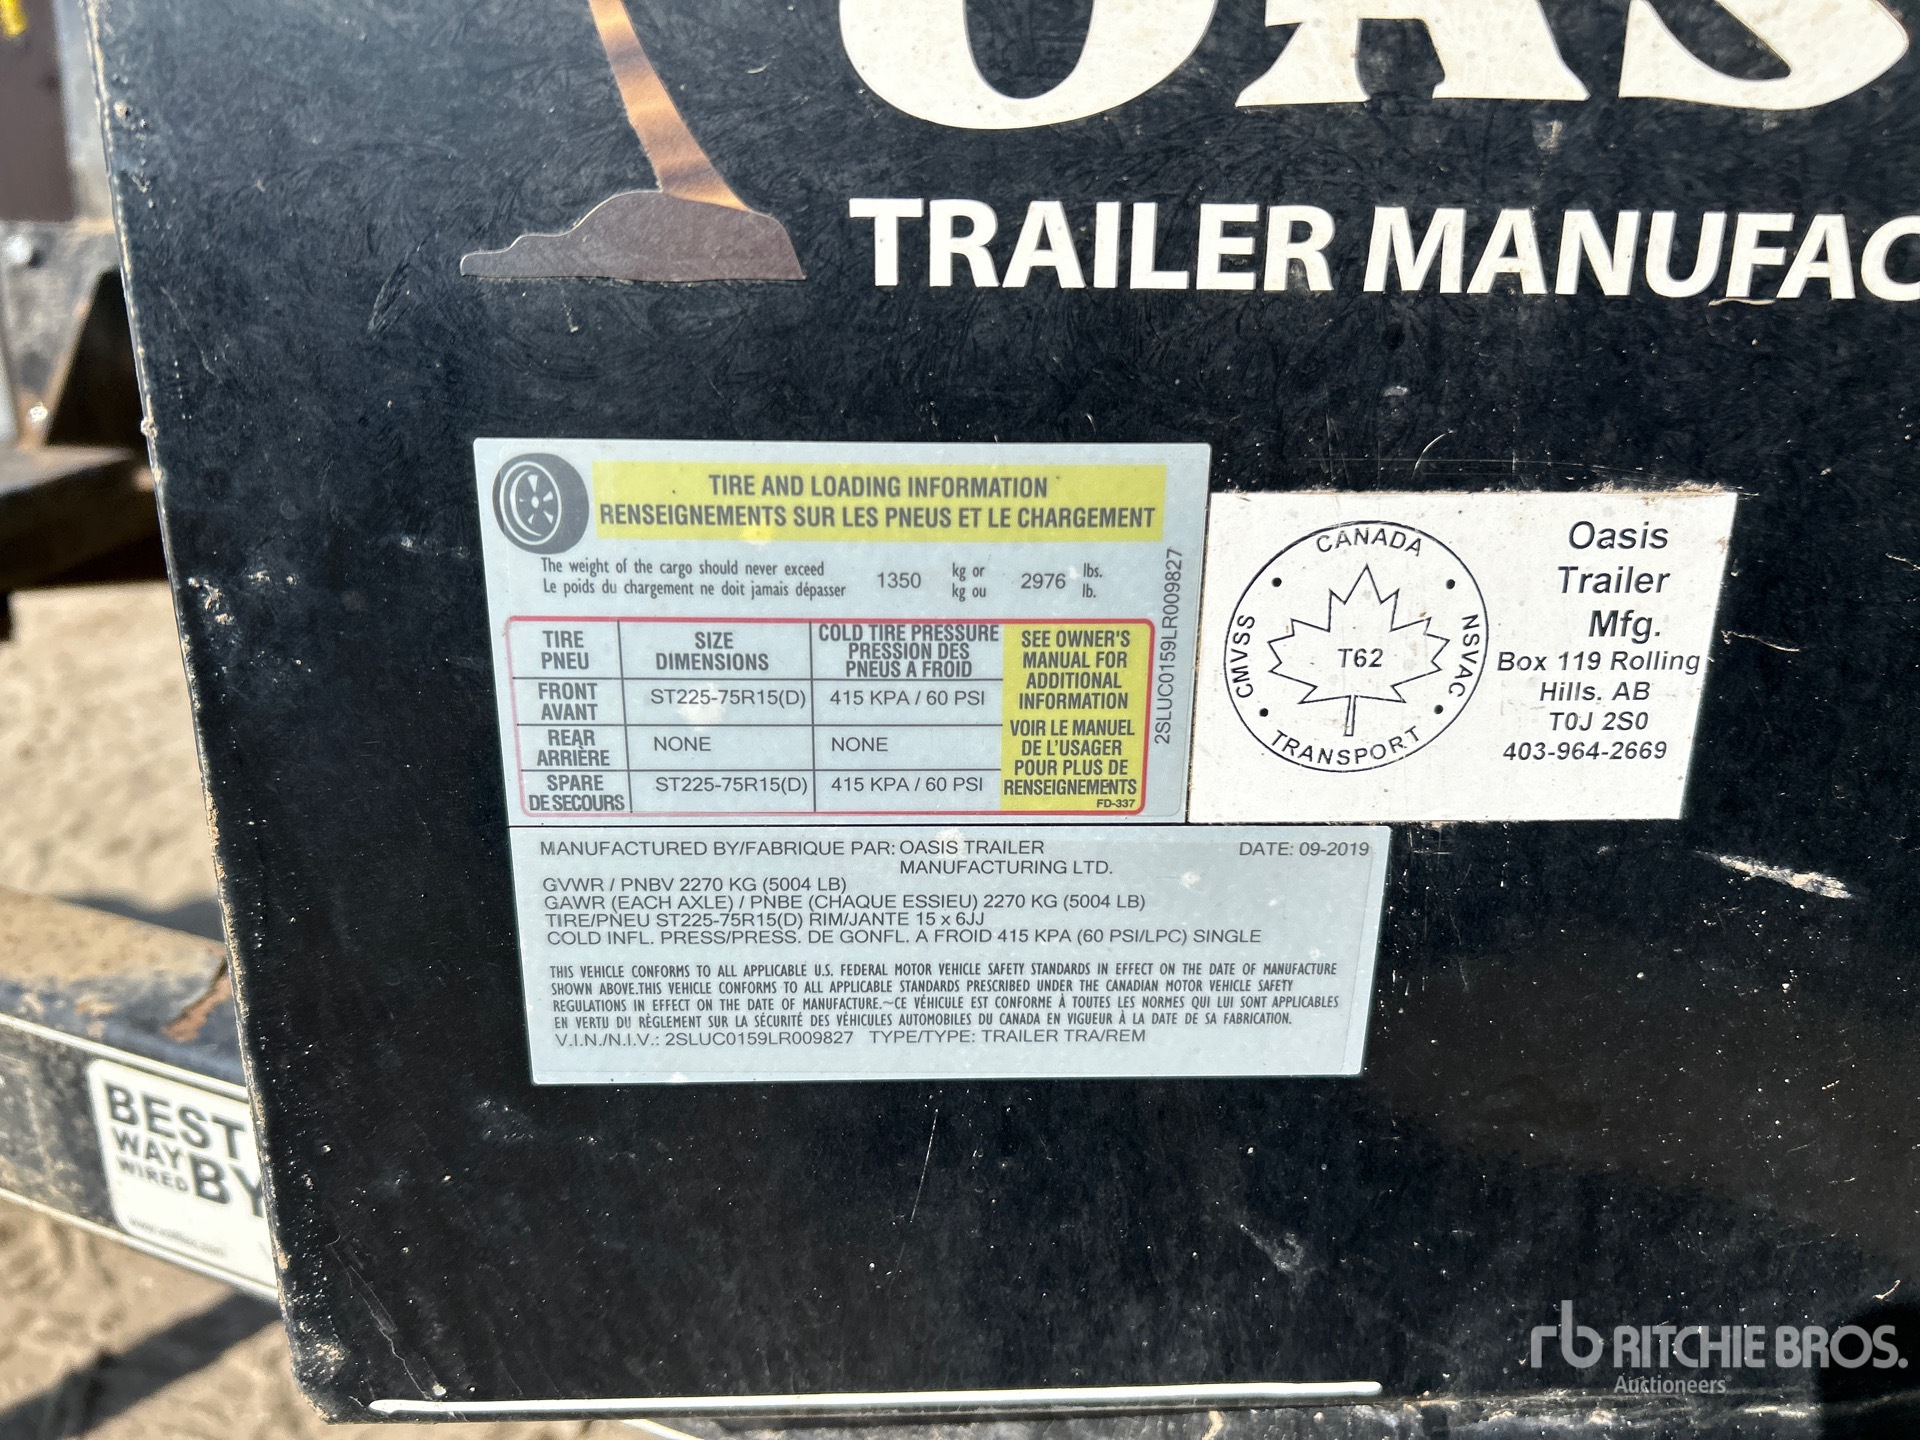 OAS
TRAILER MANUFAC
TIRE AND LOADING INFORMATION
RENSEIGNEMENTS SUR LES PNEUS ET LE CHARGEMENT
The weight of the cargo should never exceed 1350 kg or 2976 lbs.
Le poids du chargement ne doit jamais dépasser kg ou lb.
TIRE SIZE COLD TIRE PRESSURE
PNEU DIMENSIONS PRESSION DES
PNEUS A FROID
FRONT ST225-75R15(D) 415 KPA / 60 PSI
AVANT
REAR NONE NONE
ARRIÈRE
SPARE ST225-75R15(D) 415 KPA / 60 PSI
DE SECOURS
SEE OWNER'S
MANUAL FOR
ADDITIONAL
INFORMATION
VOIR LE MANUEL
DE L'USAGER
POUR PLUS DE
RENSEIGNEMENTS
FD-337
2SLUC0159LR009827
CANADA
CMVSS
T62
NSVAC
TRANSPORT
Oasis
Trailer
Mfg.
Box 119 Rolling
Hills. AB
T0J 2S0
403-964-2669
MANUFACTURED BY/FABRIQUE PAR: OASIS TRAILER DATE: 09-2019
MANUFACTURING LTD.
GVWR / PNBV 2270 KG (5004 LB)
GAWR (EACH AXLE) / PNBE (CHAQUE ESSIEU) 2270 KG (5004 LB)
TIRE/PNEU ST225-75R15(D) RIM/JANTE 15 x 6JJ
COLD INFL. PRESS/PRESS. DE GONFL. A FROID 415 KPA (60 PSI/LPC) SINGLE
THIS VEHICLE CONFORMS TO ALL APPLICABLE U.S. FEDERAL MOTOR VEHICLE SAFETY STANDARDS IN EFFECT ON THE DATE OF MANUFACTURE
SHOWN ABOVE.THIS VEHICLE CONFORMS TO ALL APPLICABLE STANDARDS PRESCRIBED UNDER THE CANADIAN MOTOR VEHICLE SAFETY
REGULATIONS IN EFFECT ON THE DATE OF MANUFACTURE.~CE VÉHICULE EST CONFORME À TOUTES LES NORMES QUI LUI SONT APPLICABLES
EN VERTU DU RÈGLEMENT SUR LA SÉCURITÉ DES VÉHICULES AUTOMOBILES DU CANADA EN VIGUEUR À LA DATE DE SA FABRICATION.
V.I.N./N.I.V.: 2SLUC0159LR009827 TYPE/TYPE: TRAILER TRA/REM
BEST
WAY
WIRED BY
rb RITCHIE BROS.
Auctioneers